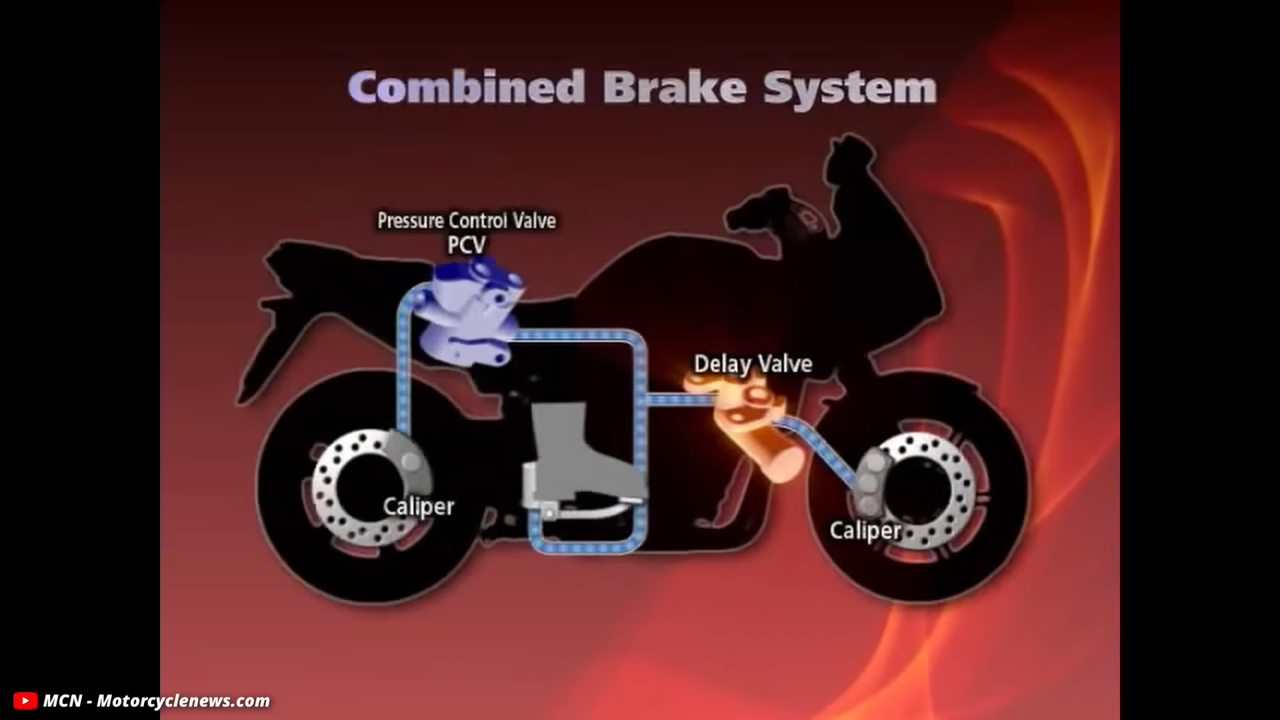 Combined Brake System
Pressure Control Valve
PCV
Delay Valve
Caliper
Caliper
MCN - Motorcyclenews.com